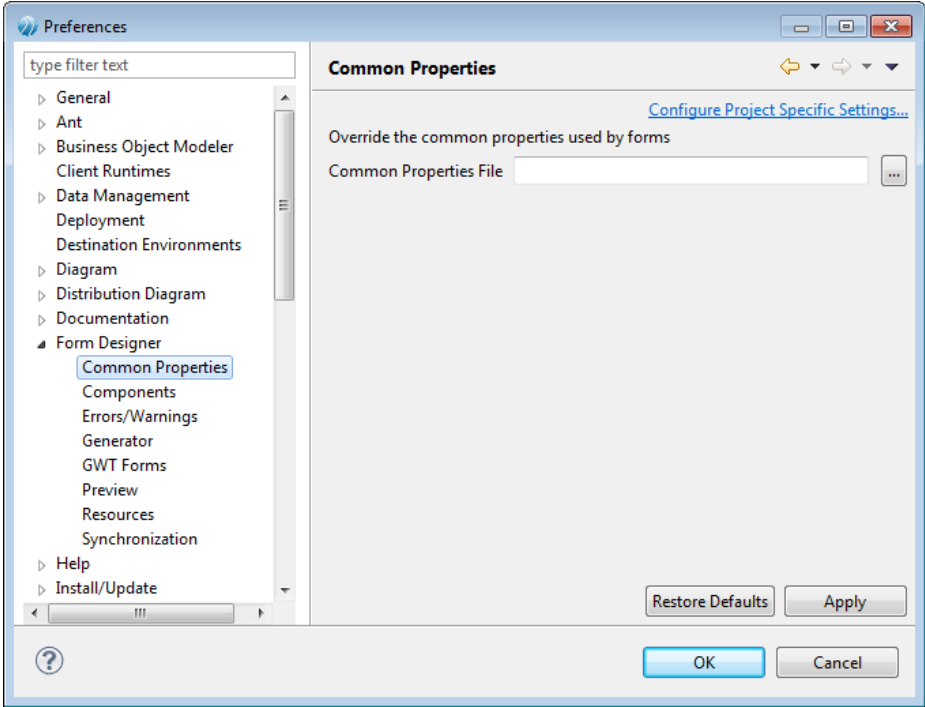 Preferences
type filter text
General
Ant
Business Object Modeler
Client Runtimes
Data Management
Deployment
Destination Environments
Diagram
Distribution Diagram
Documentation
Form Designer
Common Properties
Components
Errors/Warnings
Generator
GWT Forms
Preview
Resources
Synchronization
Help
Install/Update
Common Properties
Configure Project Specific Settings...
Override the common properties used by forms
Common Properties File
...
Restore Defaults
Apply
?
OK
Cancel